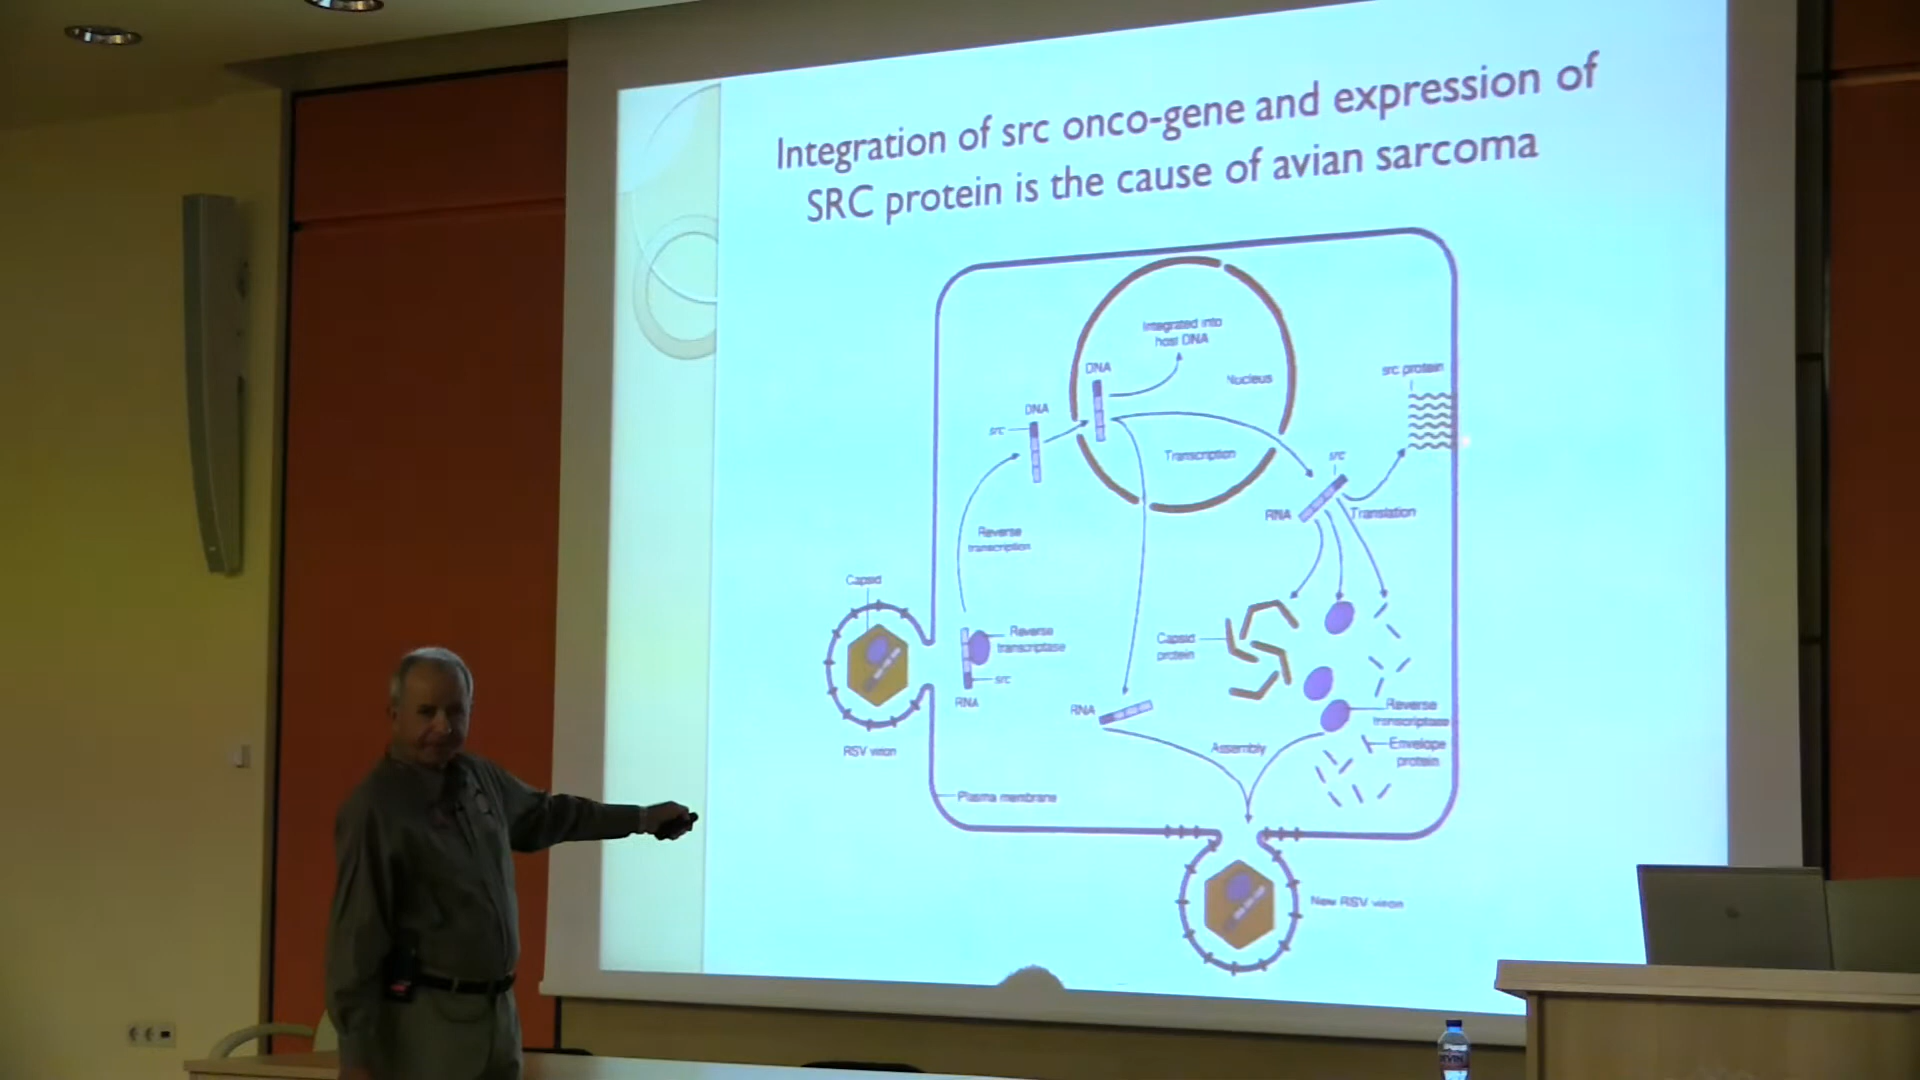 Integration of src onco-gene and expression of
SRC protein is the cause of avian sarcoma
Integrated into
host DNA
DNA
Nucleus
src protein
DNA
src
Transcription
src
RNA
Translation
Reverse
transcription
Capsid
Reverse
transcriptase
src
RNA
RSV virion
Capsid
protein
RNA
Assembly
Reverse
transcriptase
Envelope
protein
Plasma membrane
New RSV virion